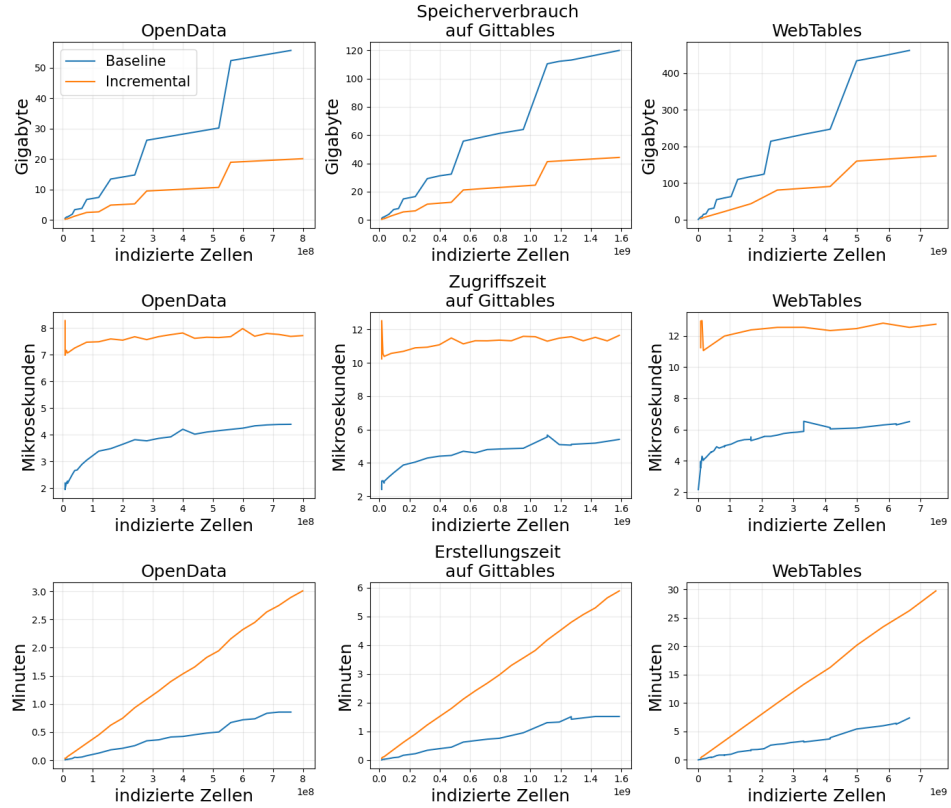 Speicherverbrauch
OpenData auf Gittables WebTables
Baseline
Incremental
Gigabyte
0 10 20 30 40 50
0 1 2 3 4 5 6 7 8
1e8
indizierte Zellen
Gigabyte
0 20 40 60 80 100 120
0.0 0.2 0.4 0.6 0.8 1.0 1.2 1.4 1.6
1e9
indizierte Zellen
Gigabyte
0 100 200 300 400
0 1 2 3 4 5 6 7
1e9
indizierte Zellen
Zugriffszeit
OpenData auf Gittables WebTables
Mikrosekunden
2 3 4 5 6 7 8
0 1 2 3 4 5 6 7 8
1e8
indizierte Zellen
Mikrosekunden
2 4 6 8 10 12
0.0 0.2 0.4 0.6 0.8 1.0 1.2 1.4 1.6
1e9
indizierte Zellen
Mikrosekunden
2 4 6 8 10 12
0 1 2 3 4 5 6 7
1e9
indizierte Zellen
Erstellungszeit
OpenData auf Gittables WebTables
Minuten
0.0 0.5 1.0 1.5 2.0 2.5 3.0
0 1 2 3 4 5 6 7 8
1e8
indizierte Zellen
Minuten
0 1 2 3 4 5 6
0.0 0.2 0.4 0.6 0.8 1.0 1.2 1.4 1.6
1e9
indizierte Zellen
Minuten
0 5 10 15 20 25 30
0 1 2 3 4 5 6 7
1e9
indizierte Zellen